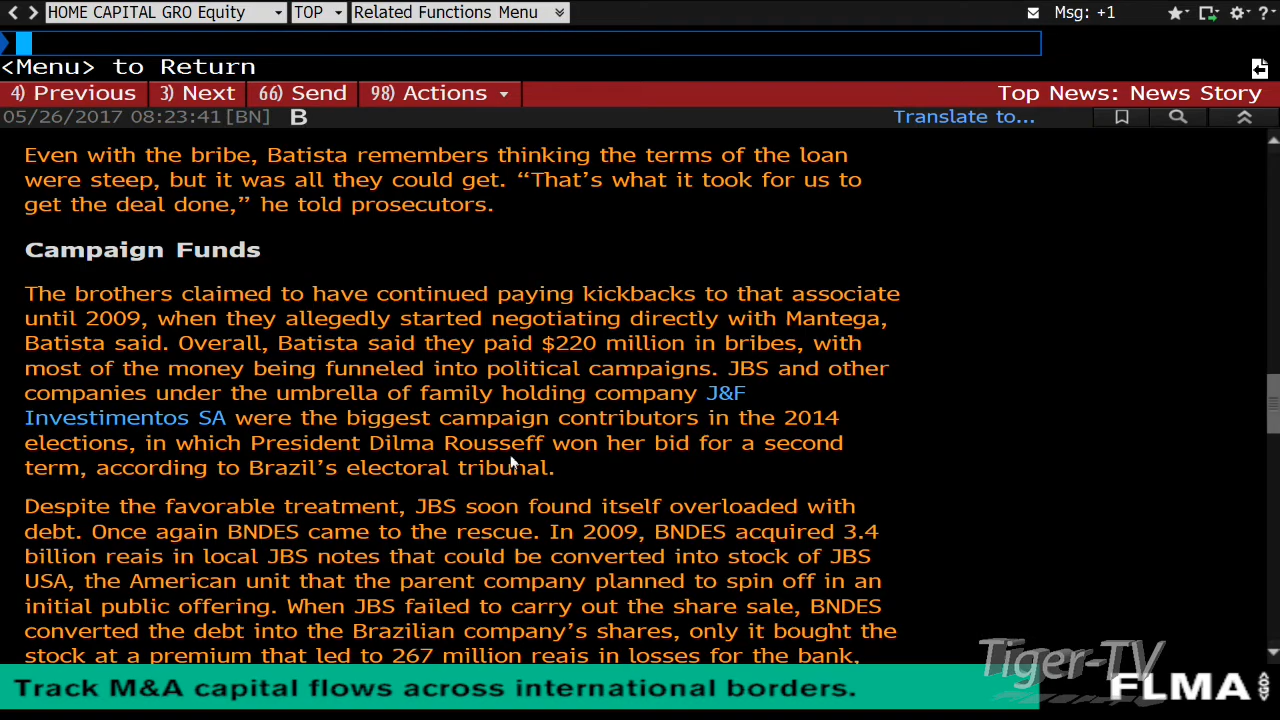 HOME CAPITAL GRO Equity TOP Related Functions Menu Msg: +1 ?
<Menu> to Return
4) Previous 3) Next 66) Send 98) Actions Top News: News Story
05/26/2017 08:23:41 [BN] B Translate to...
Even with the bribe, Batista remembers thinking the terms of the loan
were steep, but it was all they could get. “That’s what it took for us to
get the deal done,” he told prosecutors.
Campaign Funds
The brothers claimed to have continued paying kickbacks to that associate
until 2009, when they allegedly started negotiating directly with Mantega,
Batista said. Overall, Batista said they paid $220 million in bribes, with
most of the money being funneled into political campaigns. JBS and other
companies under the umbrella of family holding company J&F
Investimentos SA were the biggest campaign contributors in the 2014
elections, in which President Dilma Rousseff won her bid for a second
term, according to Brazil’s electoral tribunal.
Despite the favorable treatment, JBS soon found itself overloaded with
debt. Once again BNDES came to the rescue. In 2009, BNDES acquired 3.4
billion reais in local JBS notes that could be converted into stock of JBS
USA, the American unit that the parent company planned to spin off in an
initial public offering. When JBS failed to carry out the share sale, BNDES
converted the debt into the Brazilian company’s shares, only it bought the
stock at a premium that led to 267 million reais in losses for the bank,
Tiger-TV
Track M&A capital flows across international borders. FLMA <GO>